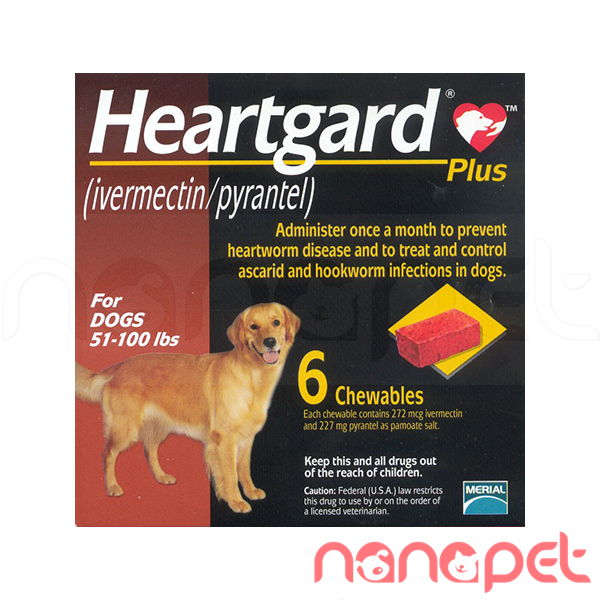 Heartgard® ™
Plus
(ivermectin/pyrantel)
Administer once a month to prevent
heartworm disease and to treat and control
ascarid and hookworm infections in dogs.
nanapet
For
DOGS
51-100 lbs
6 Chewables
Each chewable contains 272 mcg ivermectin
and 227 mg pyrantel as pamoate salt.
Keep this and all drugs out
of the reach of children.
Caution: Federal (U.S.A.) law restricts
this drug to use by or on the order of
a licensed veterinarian.
MERIAL
nanapet